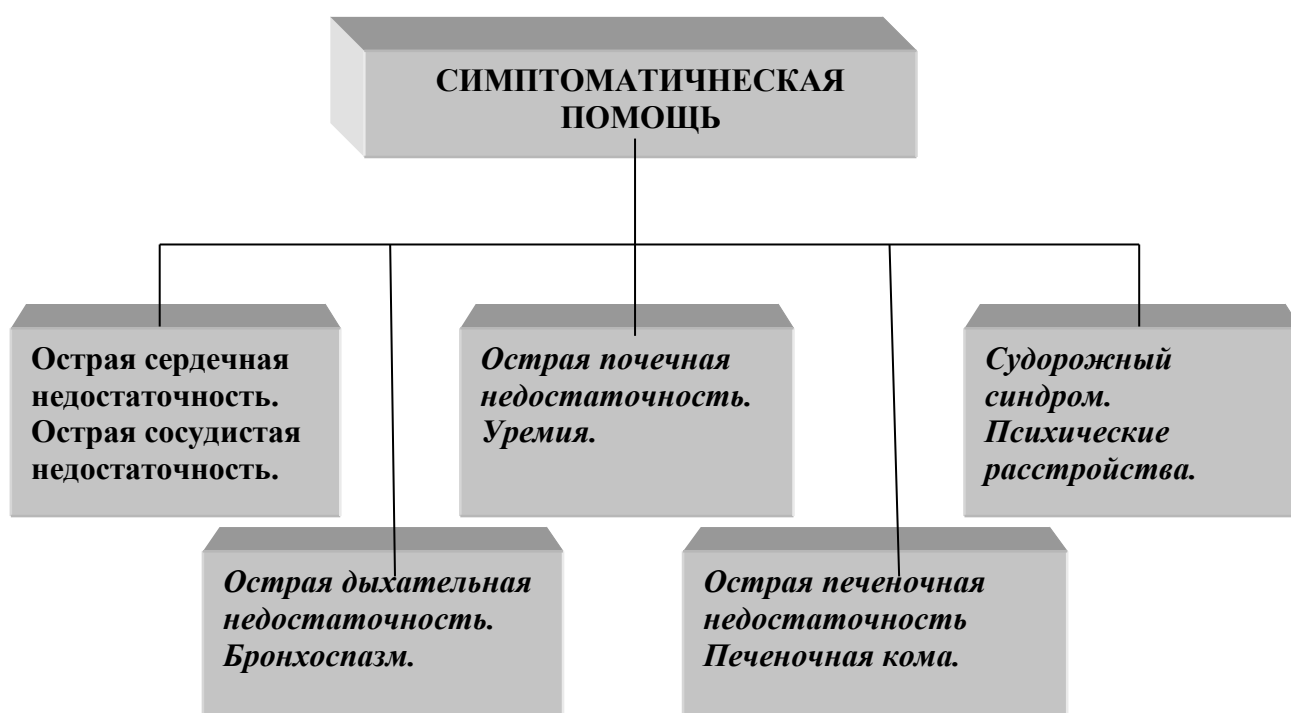 СИМПТОМАТИЧНЕСКАЯ
ПОМОЩЬ
Острая сердечная
недостаточность.
Острая сосудистая
недостаточность.
Острая почечная
недостаточность.
Уремия.
Судорожный
синдром.
Психические
расстройства.
Острая дыхательная
недостаточность.
Бронхоспазм.
Острая печеночная
недостаточность
Печеночная кома.